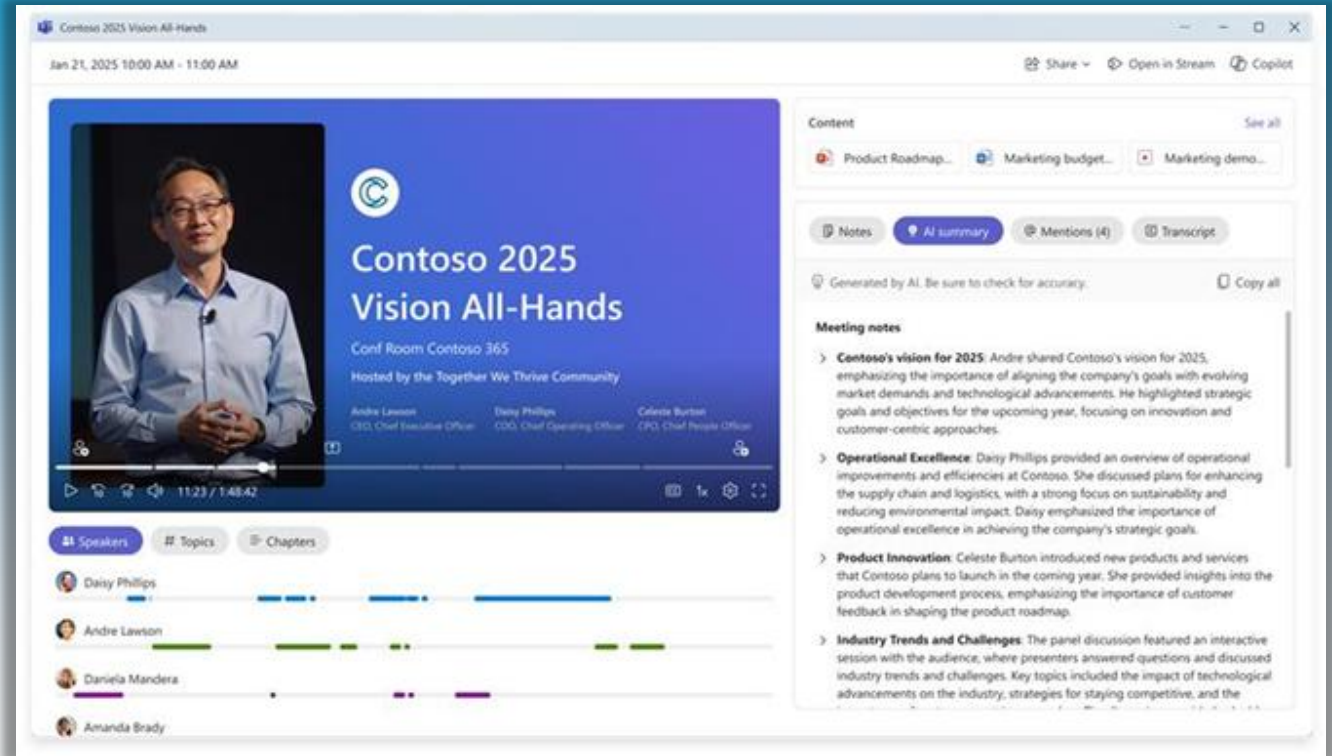 Contoso 2025 Vision All-Hands
Jan 21, 2025 10:00 AM - 11:00 AM
Share
Open in Stream
Copilot
Contoso 2025
Vision All-Hands
Conf Room Contoso 365
Hosted by the Together We Thrive Community
Andre Lawson
Daisy Phillips
Celeste Burton
CEO, Chief Executive Officer
COO, Chief Operating Officer
CPO, Chief People Officer
11:23 / 1:48:42
1x
Speakers
# Topics
Chapters
Daisy Phillips
Andre Lawson
Daniela Mandera
Amanda Brady
Content
See all
Product Roadmap...
Marketing budget...
Marketing demo...
Notes
AI summary
Mentions (4)
Transcript
Generated by AI. Be sure to check for accuracy.
Copy all
Meeting notes
Contoso's vision for 2025: Andre shared Contoso's vision for 2025,
emphasizing the importance of aligning the company's goals with evolving
market demands and technological advancements. He highlighted strategic
goals and objectives for the upcoming year, focusing on innovation and
customer-centric approaches.
Operational Excellence: Daisy Phillips provided an overview of operational
improvements and efficiencies at Contoso. She discussed plans for enhancing
the supply chain and logistics, with a strong focus on sustainability and
reducing environmental impact. Daisy emphasized the importance of
operational excellence in achieving the company's strategic goals.
Product Innovation: Celeste Burton introduced new products and services
that Contoso plans to launch in the coming year. She provided insights into the
product development process, emphasizing the importance of customer
feedback in shaping the product roadmap.
Industry Trends and Challenges: The panel discussion featured an interactive
session with the audience, where presenters answered questions and discussed
industry trends and challenges. Key topics included the impact of technological
advancements on the industry, strategies for staying competitive, and the